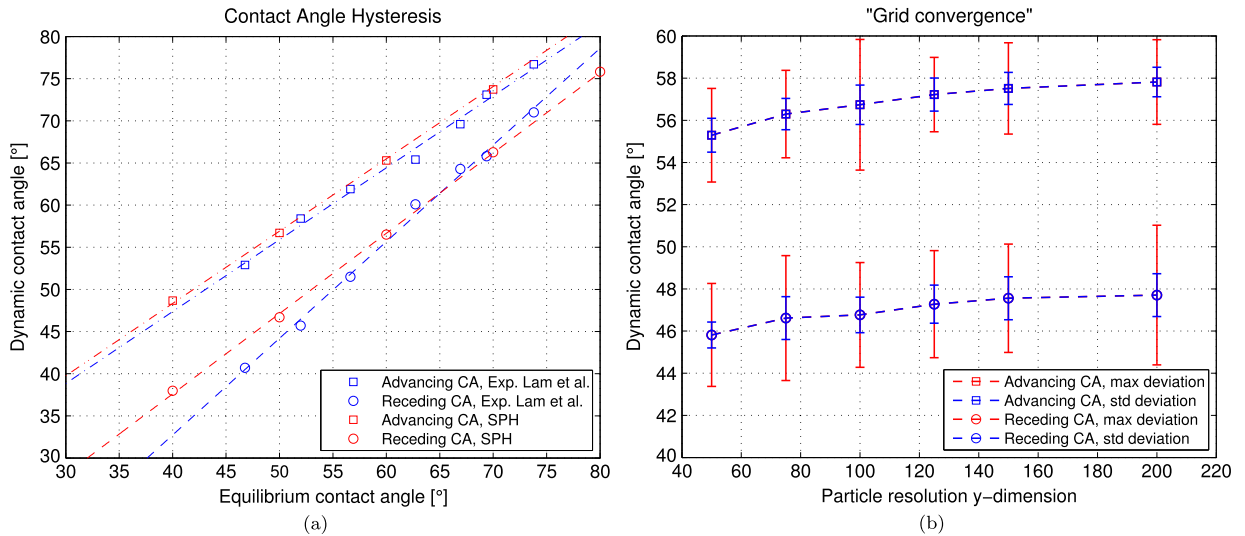 Contact Angle Hysteresis
80
75
70
65
60
55
50
45
40
35
30
Dynamic contact angle [°]
30 35 40 45 50 55 60 65 70 75 80
Equilibrium contact angle [°]
Advancing CA, Exp. Lam et al.
Receding CA, Exp. Lam et al.
Advancing CA, SPH
Receding CA, SPH
(a)
"Grid convergence"
60
58
56
54
52
50
48
46
44
42
40
Dynamic contact angle [°]
40 60 80 100 120 140 160 180 200 220
Particle resolution y−dimension
Advancing CA, max deviation
Advancing CA, std deviation
Receding CA, max deviation
Receding CA, std deviation
(b)